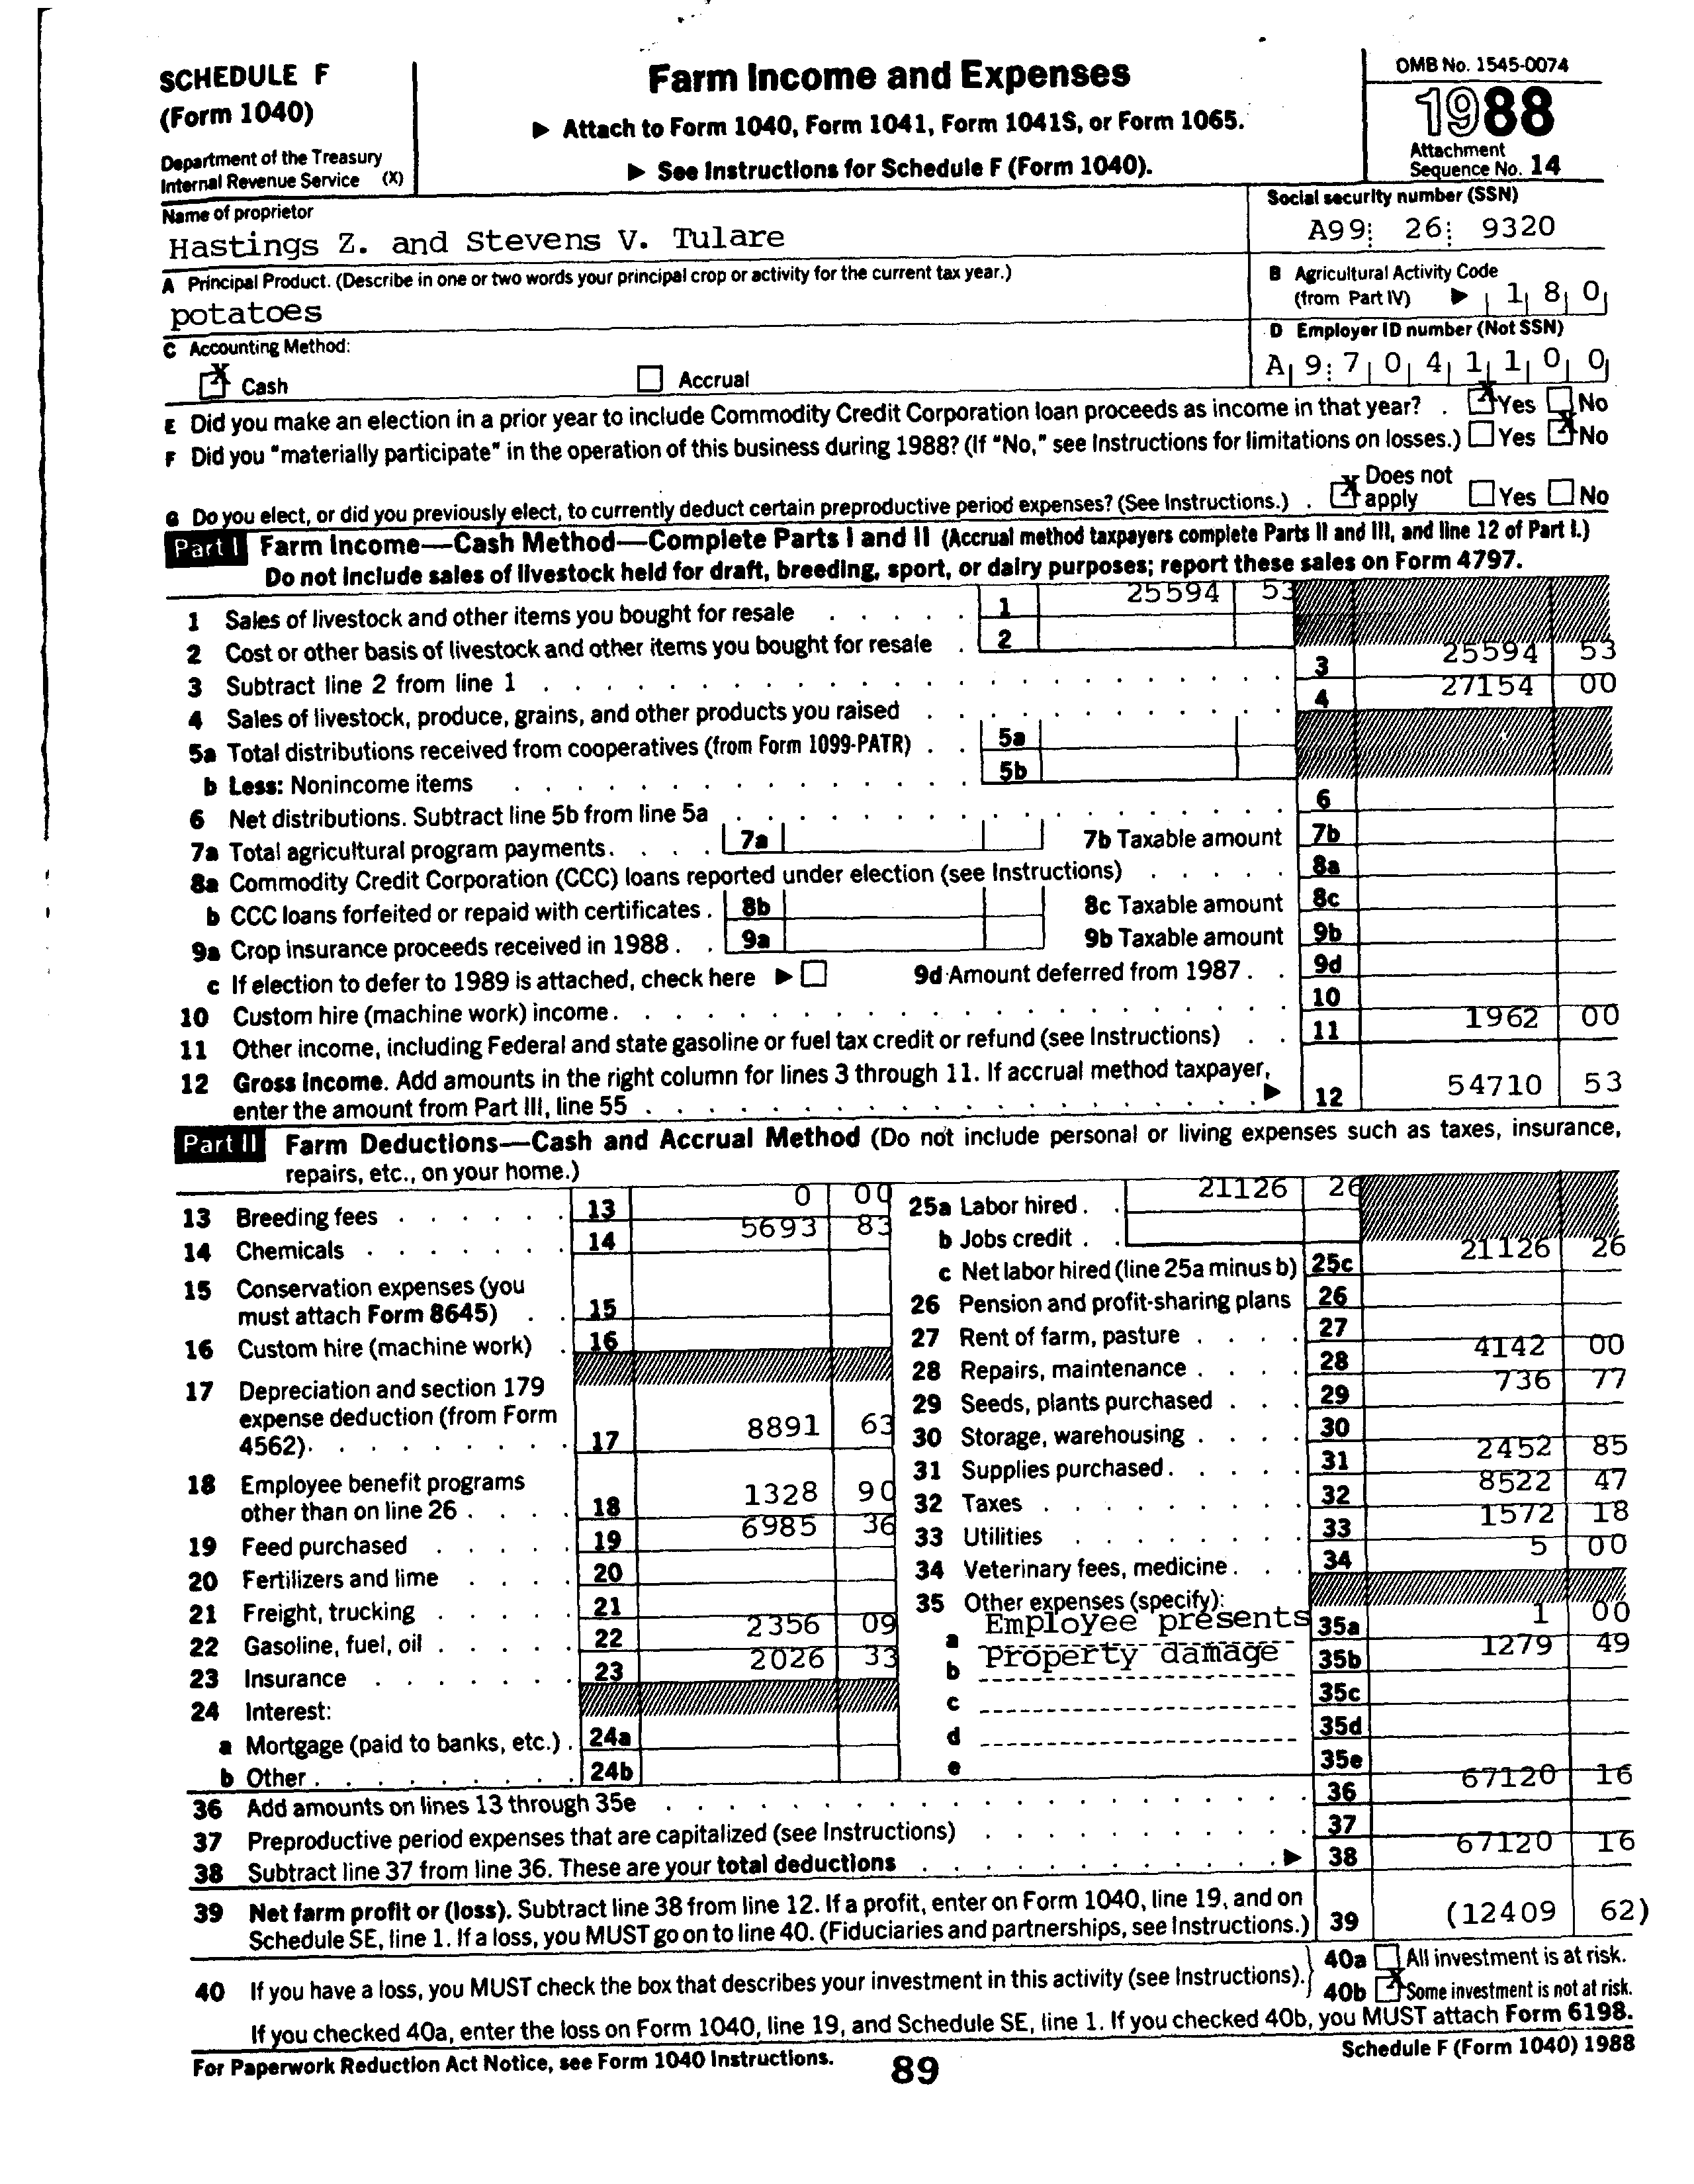 SCHEDULE F
(Form 1040)
Department of the Treasury
Internal Revenue Service (X)
Farm Income and Expenses
▶ Attach to Form 1040, Form 1041, Form 1041S, or Form 1065.
▶ See Instructions for Schedule F (Form 1040).
OMB No. 1545-0074
1988
Attachment
Sequence No. 14
Name of proprietor
Hastings Z. and Stevens V. Tulare
Social security number (SSN)
A99 26 9320
A Principal Product. (Describe in one or two words your principal crop or activity for the current tax year.)
potatoes
B Agricultural Activity Code
(from Part IV) ▶ 1 8 0
C Accounting Method:
X Cash Accrual
D Employer ID number (Not SSN)
A 9 7 0 4 1 1 0 0
E Did you make an election in a prior year to include Commodity Credit Corporation loan proceeds as income in that year? . X Yes No
F Did you "materially participate" in the operation of this business during 1988? (If "No," see Instructions for limitations on losses.) Yes X No
G Do you elect, or did you previously elect, to currently deduct certain preproductive period expenses? (See Instructions.) . X Does not apply Yes No
Part I Farm Income—Cash Method—Complete Parts I and II (Accrual method taxpayers complete Parts II and III, and line 12 of Part I.)
Do not include sales of livestock held for draft, breeding, sport, or dairy purposes; report these sales on Form 4797.
1 Sales of livestock and other items you bought for resale 1 25594 53
2 Cost or other basis of livestock and other items you bought for resale 2
3 Subtract line 2 from line 1 3 25594 53
4 Sales of livestock, produce, grains, and other products you raised 4 27154 00
5a Total distributions received from cooperatives (from Form 1099-PATR) 5a
b Less: Nonincome items 5b
6 Net distributions. Subtract line 5b from line 5a 6
7a Total agricultural program payments. 7a 7b Taxable amount 7b
8a Commodity Credit Corporation (CCC) loans reported under election (see Instructions) 8a
b CCC loans forfeited or repaid with certificates . 8b 8c Taxable amount 8c
9a Crop insurance proceeds received in 1988 . 9a 9b Taxable amount 9b
c If election to defer to 1989 is attached, check here ▶ 9d Amount deferred from 1987 . 9d
10 Custom hire (machine work) income . 10
11 Other income, including Federal and state gasoline or fuel tax credit or refund (see Instructions) 11 1962 00
12 Gross income. Add amounts in the right column for lines 3 through 11. If accrual method taxpayer,
enter the amount from Part III, line 55 ▶ 12 54710 53
Part II Farm Deductions—Cash and Accrual Method (Do not include personal or living expenses such as taxes, insurance,
repairs, etc., on your home.)
13 Breeding fees 13 0 00
14 Chemicals 14 5693 83
15 Conservation expenses (you
must attach Form 8645) 15
16 Custom hire (machine work) 16
17 Depreciation and section 179
expense deduction (from Form
4562) . 17 8891 63
18 Employee benefit programs
other than on line 26 . 18 1328 90
19 Feed purchased 19 6985 36
20 Fertilizers and lime 20
21 Freight, trucking 21
22 Gasoline, fuel, oil 22 2356 09
23 Insurance 23 2026 33
24 Interest:
a Mortgage (paid to banks, etc.) . 24a
b Other . 24b
25a Labor hired . 21126 26
b Jobs credit .
c Net labor hired (line 25a minus b) 25c 21126 26
26 Pension and profit-sharing plans 26
27 Rent of farm, pasture . 27
28 Repairs, maintenance . 28 4142 00
29 Seeds, plants purchased 29 736 77
30 Storage, warehousing . 30
31 Supplies purchased . 31 2452 85
32 Taxes 32 8522 47
33 Utilities 33 1572 18
34 Veterinary fees, medicine . 34 5 00
35 Other expenses (specify):
a Employee presents 35a 1 00
b Property damage 35b 1279 49
c 35c
d 35d
e 35e
36 Add amounts on lines 13 through 35e 36 67120 16
37 Preproductive period expenses that are capitalized (see Instructions) 37
38 Subtract line 37 from line 36. These are your total deductions ▶ 38 67120 16
39 Net farm profit or (loss). Subtract line 38 from line 12. If a profit, enter on Form 1040, line 19, and on
Schedule SE, line 1. If a loss, you MUST go on to line 40. (Fiduciaries and partnerships, see Instructions.) 39 (12409 62)
40 If you have a loss, you MUST check the box that describes your investment in this activity (see Instructions).
40a All investment is at risk.
40b X Some investment is not at risk.
If you checked 40a, enter the loss on Form 1040, line 19, and Schedule SE, line 1. If you checked 40b, you MUST attach Form 6198.
For Paperwork Reduction Act Notice, see Form 1040 Instructions.
89
Schedule F (Form 1040) 1988